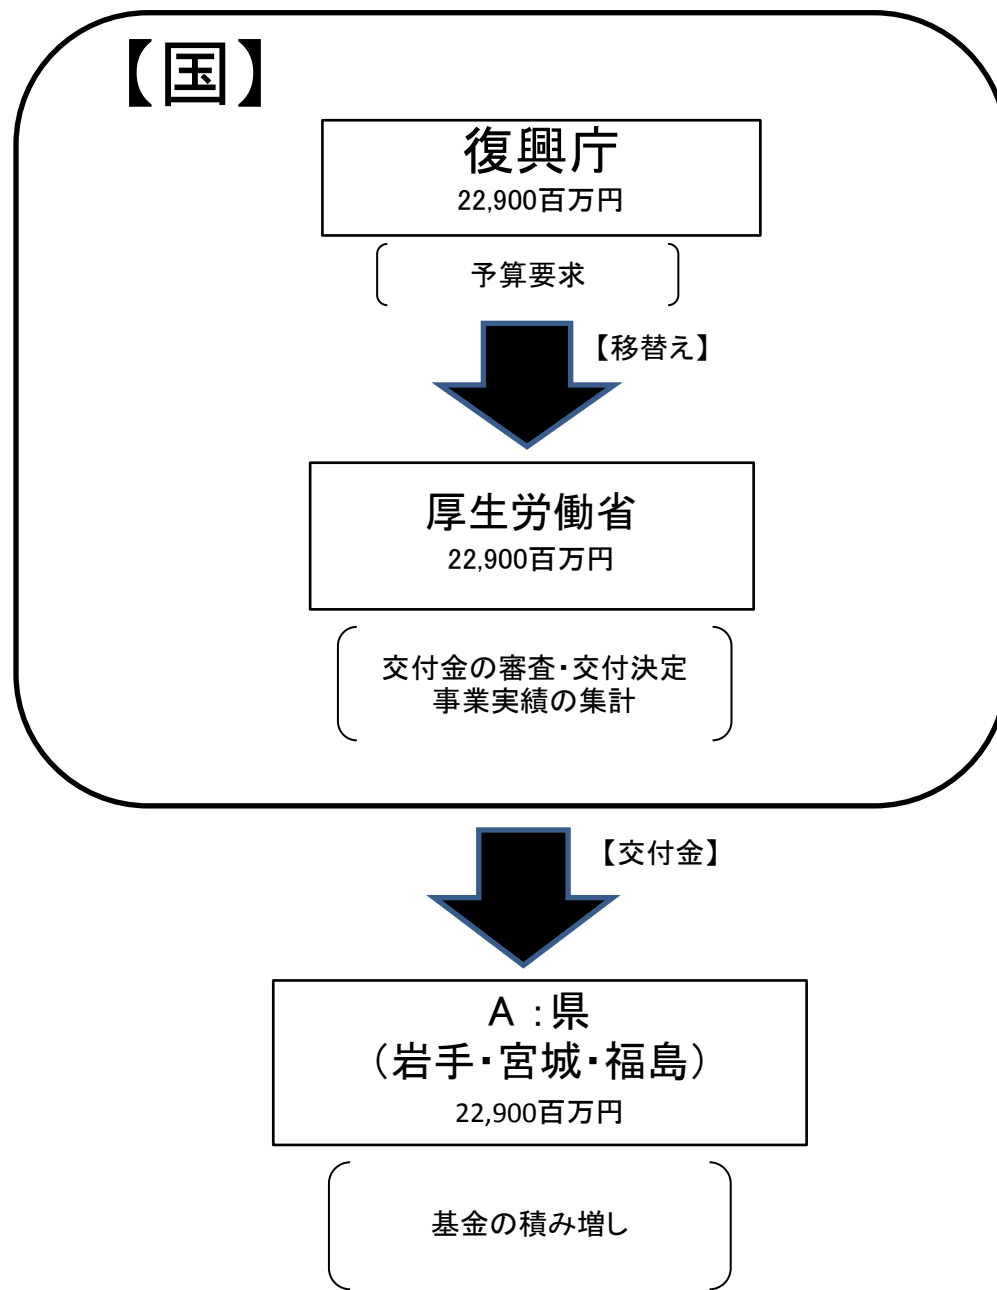 【国】
復興庁
22,900百万円
予算要求
【移替え】
厚生労働省
22,900百万円
交付金の審査・交付決定
事業実績の集計
【交付金】
A：県
（岩手・宮城・福島）
22,900百万円
基金の積み増し